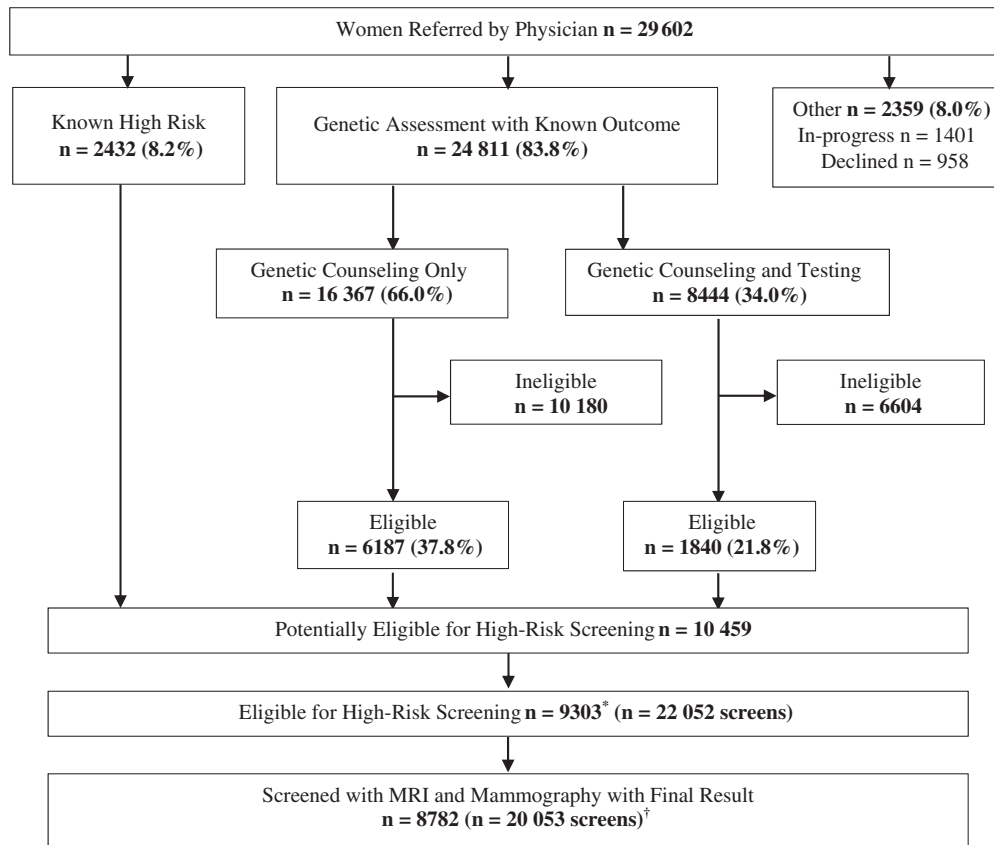 Women Referred by Physician n = 29 602
Known High Risk
n = 2432 (8.2%)
Genetic Assessment with Known Outcome
n = 24 811 (83.8%)
Other n = 2359 (8.0%)
In-progress n = 1401
Declined n = 958
Genetic Counseling Only
n = 16 367 (66.0%)
Genetic Counseling and Testing
n = 8444 (34.0%)
Ineligible
n = 10 180
Ineligible
n = 6604
Eligible
n = 6187 (37.8%)
Eligible
n = 1840 (21.8%)
Potentially Eligible for High-Risk Screening n = 10 459
Eligible for High-Risk Screening n = 9303* (n = 22 052 screens)
Screened with MRI and Mammography with Final Result
n = 8782 (n = 20 053 screens)†